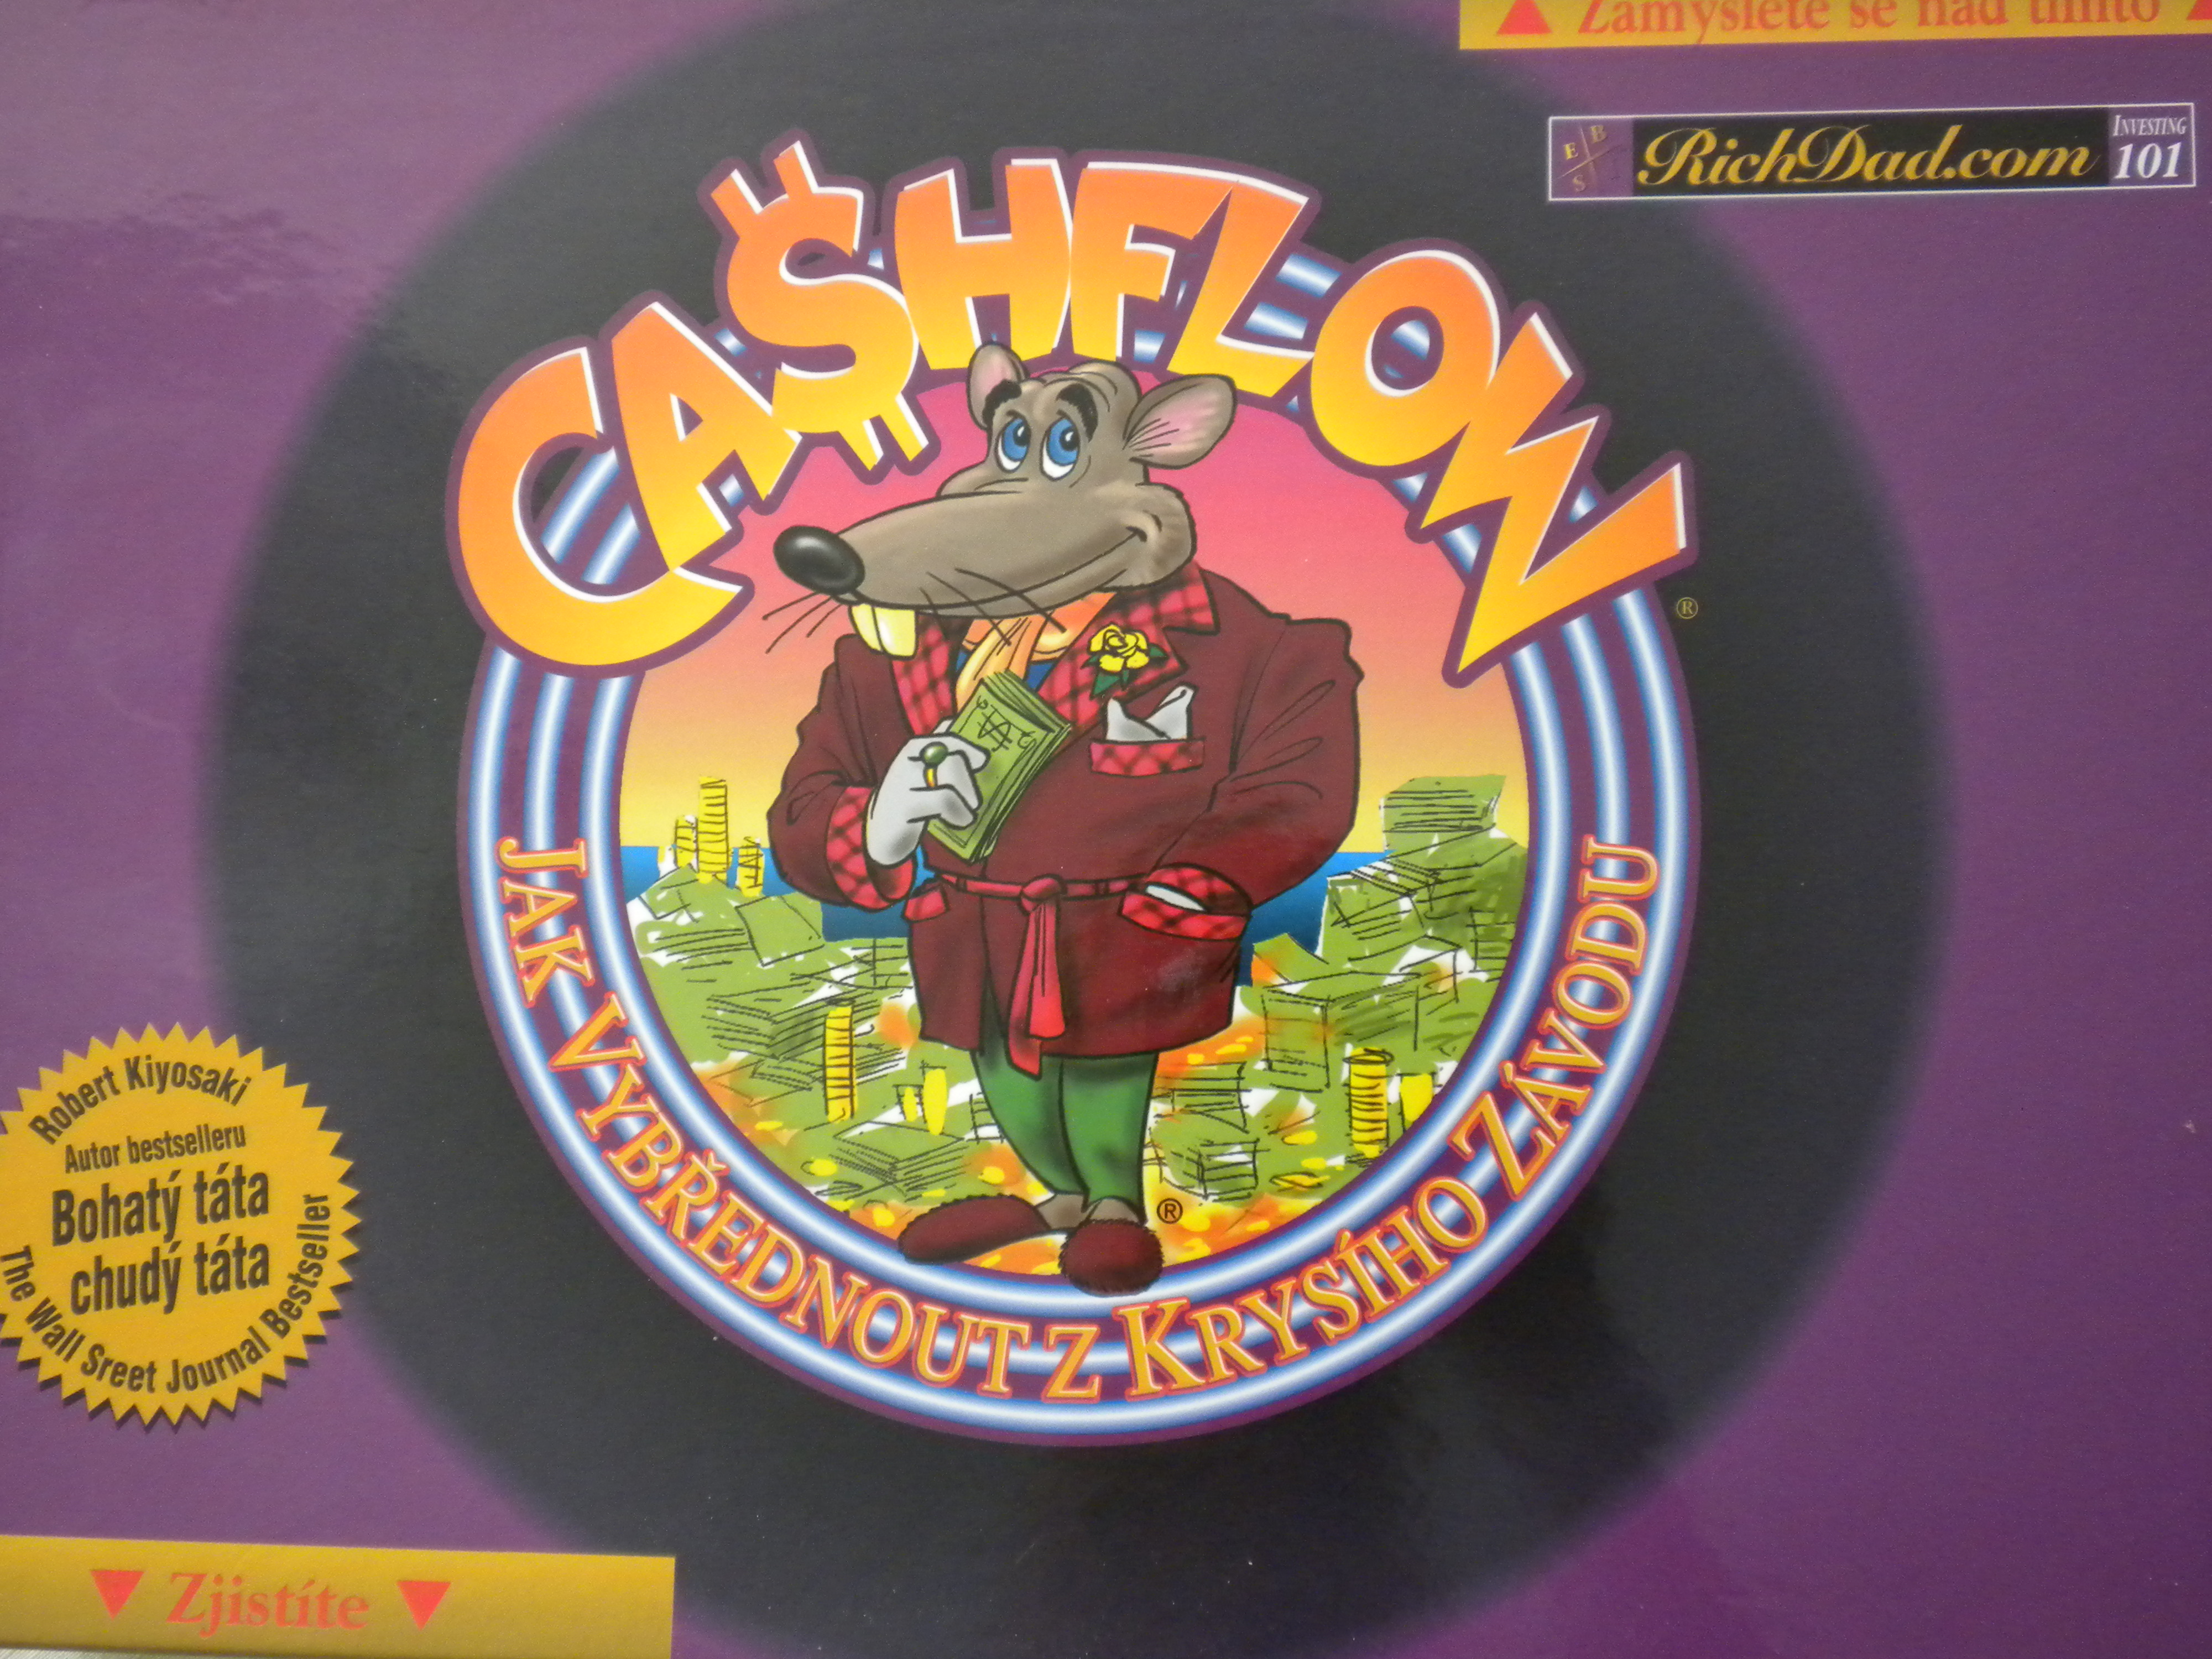 Zamyslete se nad tímto
E B
S I
RichDad.com
INVESTING
101
CA$HFLOW
®
JAK VYBŘEDNOUT Z KRYSÍHO ZÁVODU
®
Robert Kiyosaki
Autor bestselleru
Bohatý táta
chudý táta
The Wall Sreet Journal Bestseller
Zjistíte